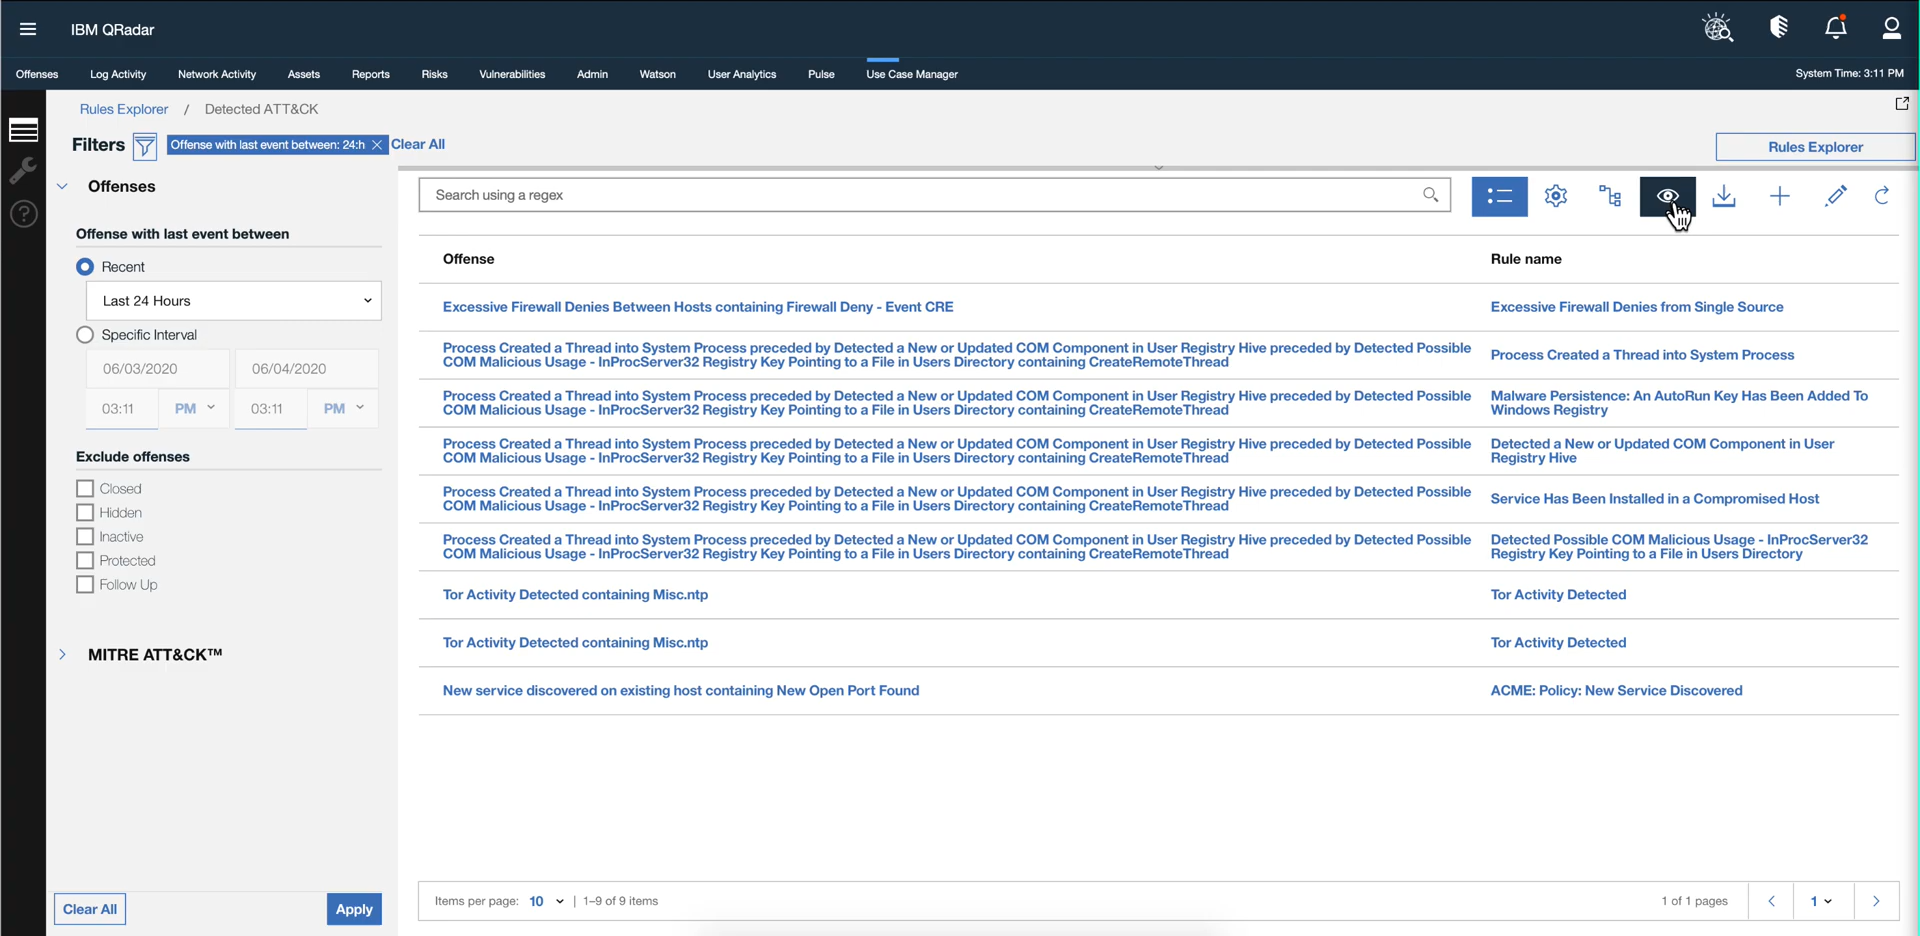 IBM QRadar
Offenses Log Activity Network Activity Assets Reports Risks Vulnerabilities Admin Watson User Analytics Pulse Use Case Manager System Time: 3:11 PM
Rules Explorer / Detected ATT&CK
Filters Offense with last event between: 24:h × Clear All
Rules Explorer
Offenses
Offense with last event between
Recent
Last 24 Hours
Specific Interval
06/03/2020 06/04/2020
03:11 PM 03:11 PM
Exclude offenses
Closed
Hidden
Inactive
Protected
Follow Up
MITRE ATT&CK™
Clear All Apply
Search using a regex
Offense Rule name
Excessive Firewall Denies Between Hosts containing Firewall Deny - Event CRE
Excessive Firewall Denies from Single Source
Process Created a Thread into System Process preceded by Detected a New or Updated COM Component in User Registry Hive preceded by Detected Possible
COM Malicious Usage - InProcServer32 Registry Key Pointing to a File in Users Directory containing CreateRemoteThread
Process Created a Thread into System Process
Process Created a Thread into System Process preceded by Detected a New or Updated COM Component in User Registry Hive preceded by Detected Possible
COM Malicious Usage - InProcServer32 Registry Key Pointing to a File in Users Directory containing CreateRemoteThread
Malware Persistence: An AutoRun Key Has Been Added To
Windows Registry
Process Created a Thread into System Process preceded by Detected a New or Updated COM Component in User Registry Hive preceded by Detected Possible
COM Malicious Usage - InProcServer32 Registry Key Pointing to a File in Users Directory containing CreateRemoteThread
Detected a New or Updated COM Component in User
Registry Hive
Process Created a Thread into System Process preceded by Detected a New or Updated COM Component in User Registry Hive preceded by Detected Possible
COM Malicious Usage - InProcServer32 Registry Key Pointing to a File in Users Directory containing CreateRemoteThread
Service Has Been Installed in a Compromised Host
Process Created a Thread into System Process preceded by Detected a New or Updated COM Component in User Registry Hive preceded by Detected Possible
COM Malicious Usage - InProcServer32 Registry Key Pointing to a File in Users Directory containing CreateRemoteThread
Detected Possible COM Malicious Usage - InProcServer32
Registry Key Pointing to a File in Users Directory
Tor Activity Detected containing Misc.ntp
Tor Activity Detected
Tor Activity Detected containing Misc.ntp
Tor Activity Detected
New service discovered on existing host containing New Open Port Found
ACME: Policy: New Service Discovered
Items per page: 10 | 1–9 of 9 items 1 of 1 pages 1